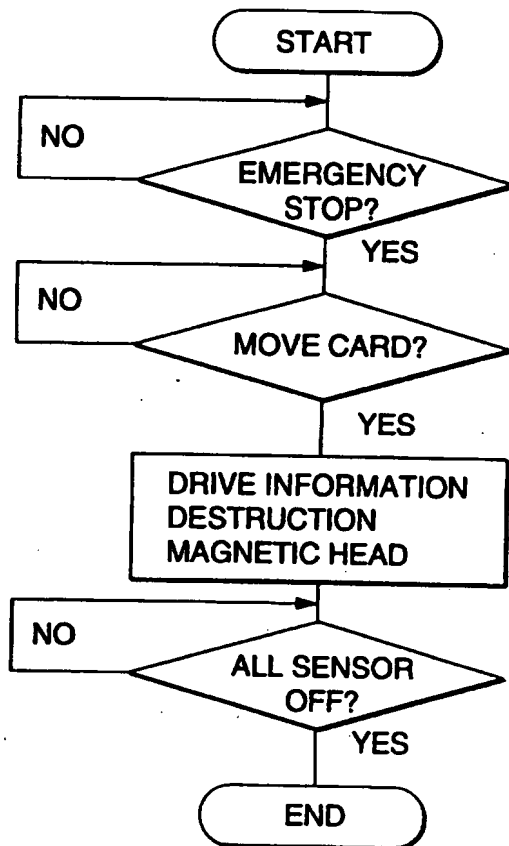 START
NO
EMERGENCY
STOP?
YES
NO
MOVE CARD?
YES
DRIVE INFORMATION
DESTRUCTION
MAGNETIC HEAD
NO
ALL SENSOR
OFF?
YES
END